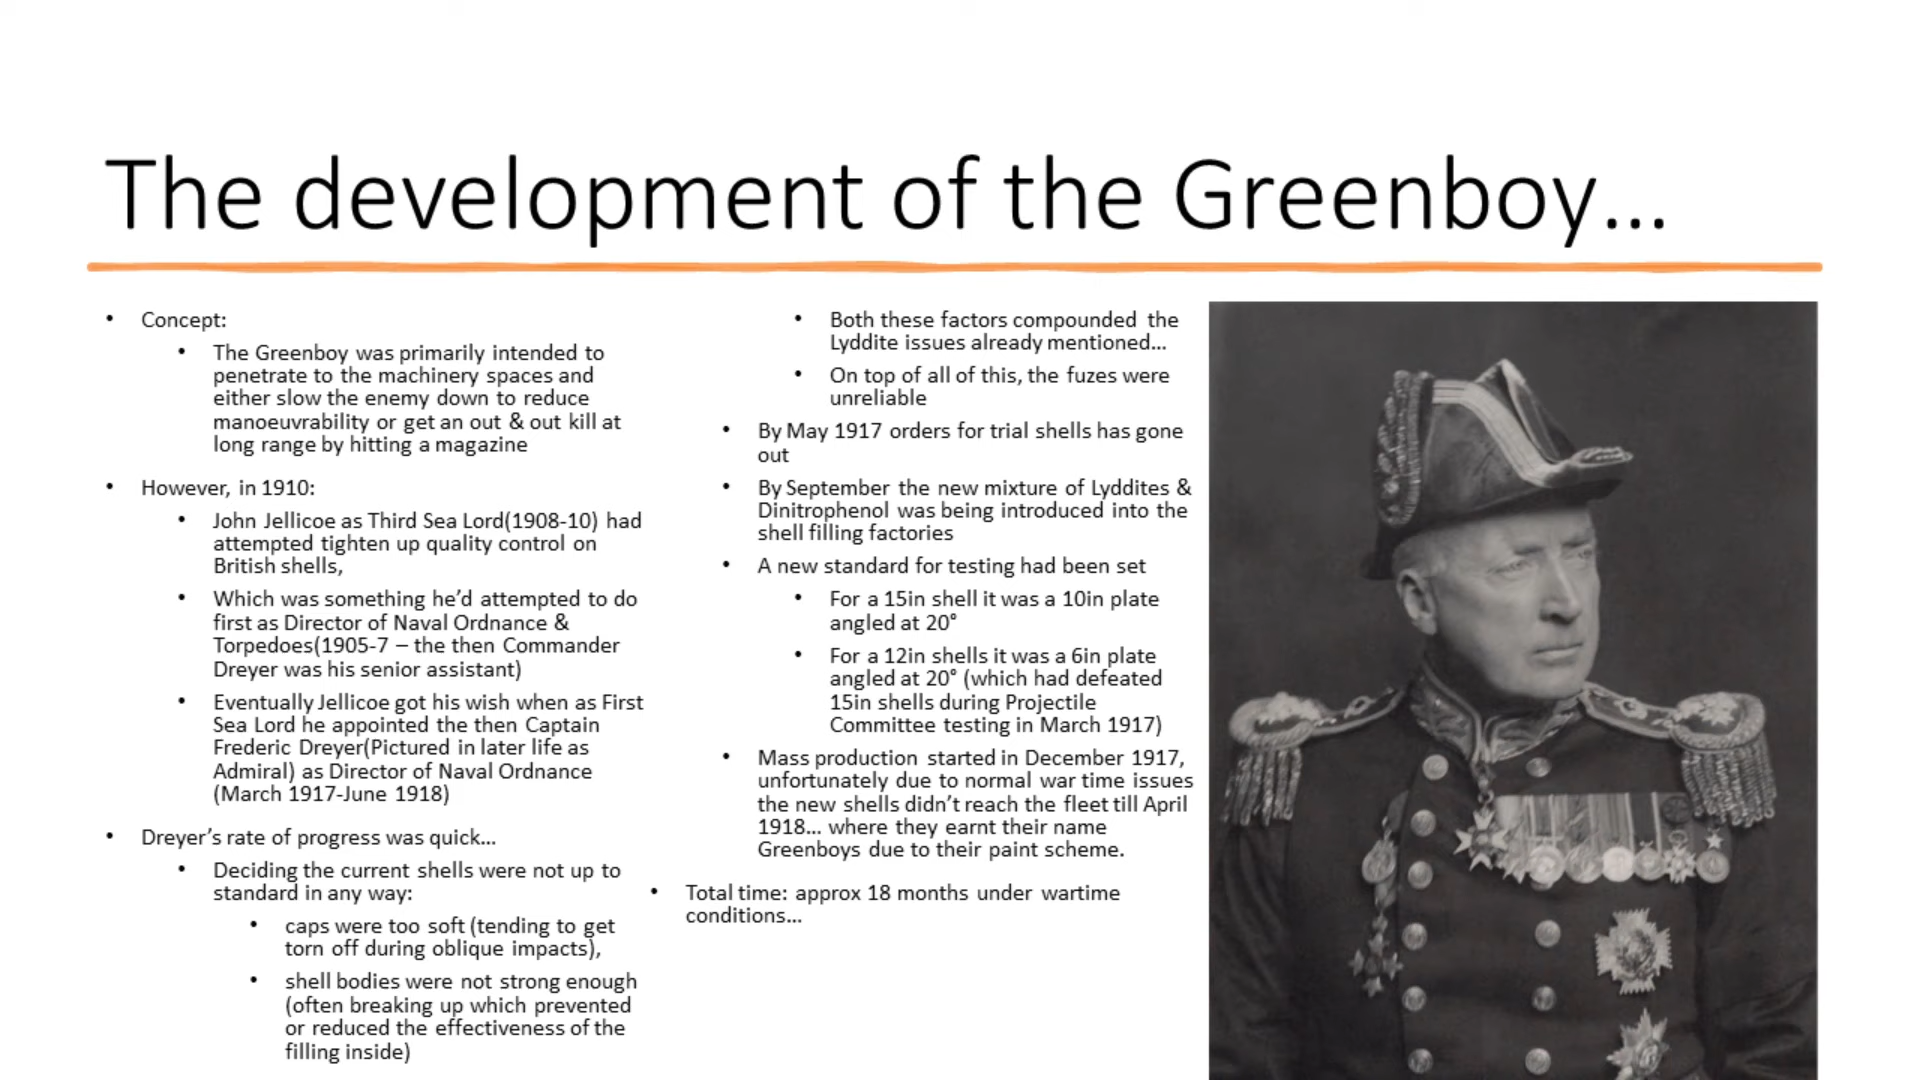 The development of the Greenboy...
• Concept:
• The Greenboy was primarily intended to
penetrate to the machinery spaces and
either slow the enemy down to reduce
manoeuvrability or get an out & out kill at
long range by hitting a magazine
• However, in 1910:
• John Jellicoe as Third Sea Lord(1908-10) had
attempted tighten up quality control on
British shells,
• Which was something he'd attempted to do
first as Director of Naval Ordnance &
Torpedoes(1905-7 – the then Commander
Dreyer was his senior assistant)
• Eventually Jellicoe got his wish when as First
Sea Lord he appointed the then Captain
Frederic Dreyer(Pictured in later life as
Admiral) as Director of Naval Ordnance
(March 1917-June 1918)
• Dreyer's rate of progress was quick...
• Deciding the current shells were not up to
standard in any way:
• caps were too soft (tending to get
torn off during oblique impacts),
• shell bodies were not strong enough
(often breaking up which prevented
or reduced the effectiveness of the
filling inside)
• Both these factors compounded the
Lyddite issues already mentioned...
• On top of all of this, the fuzes were
unreliable
• By May 1917 orders for trial shells has gone
out
• By September the new mixture of Lyddites &
Dinitrophenol was being introduced into the
shell filling factories
• A new standard for testing had been set
• For a 15in shell it was a 10in plate
angled at 20°
• For a 12in shells it was a 6in plate
angled at 20° (which had defeated
15in shells during Projectile
Committee testing in March 1917)
• Mass production started in December 1917,
unfortunately due to normal war time issues
the new shells didn't reach the fleet till April
1918... where they earnt their name
Greenboys due to their paint scheme.
• Total time: approx 18 months under wartime
conditions...